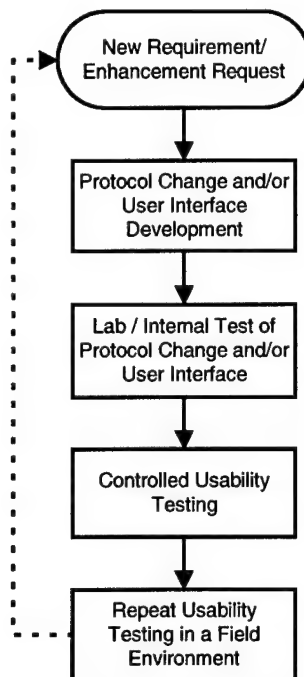 New Requirement/
Enhancement Request
Protocol Change and/or
User Interface
Development
Lab / Internal Test of
Protocol Change and/or
User Interface
Controlled Usability
Testing
Repeat Usability
Testing in a Field
Environment